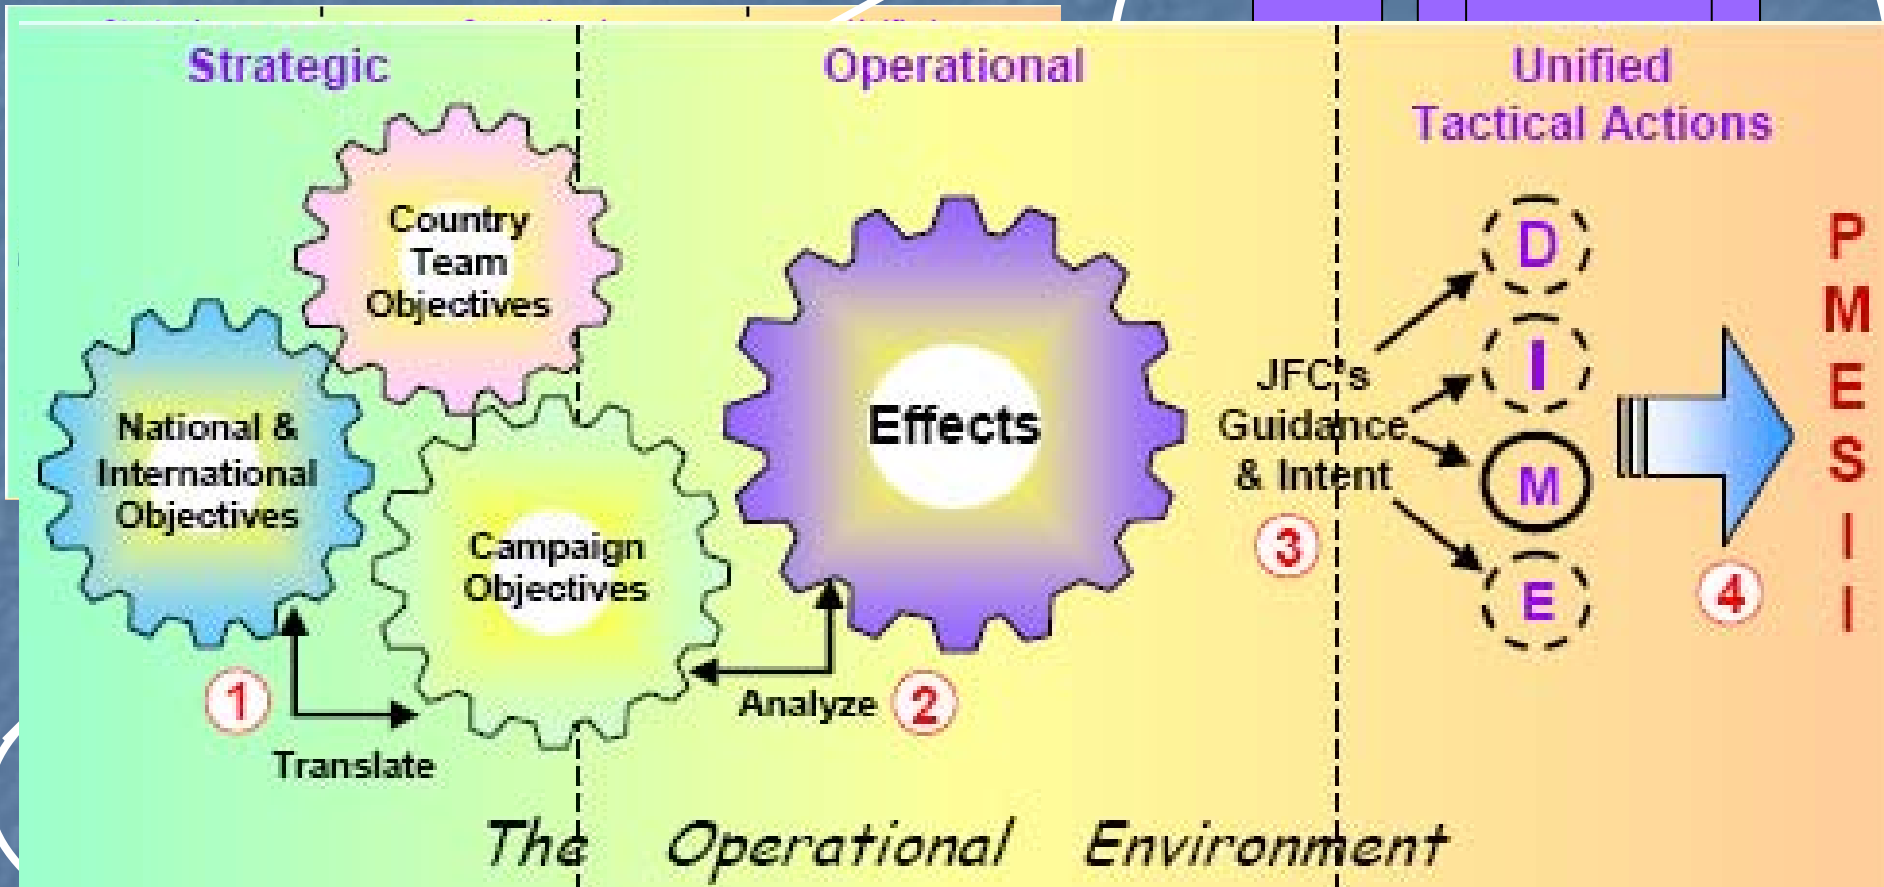 Strategic
Operational
Unified
Tactical Actions
Country
Team
Objectives
National &
International
Objectives
Campaign
Objectives
Effects
JFC's
Guidance
& Intent
D
I
M
E
P
M
E
S
I
I
1
Translate
Analyze
2
3
4
The Operational Environment